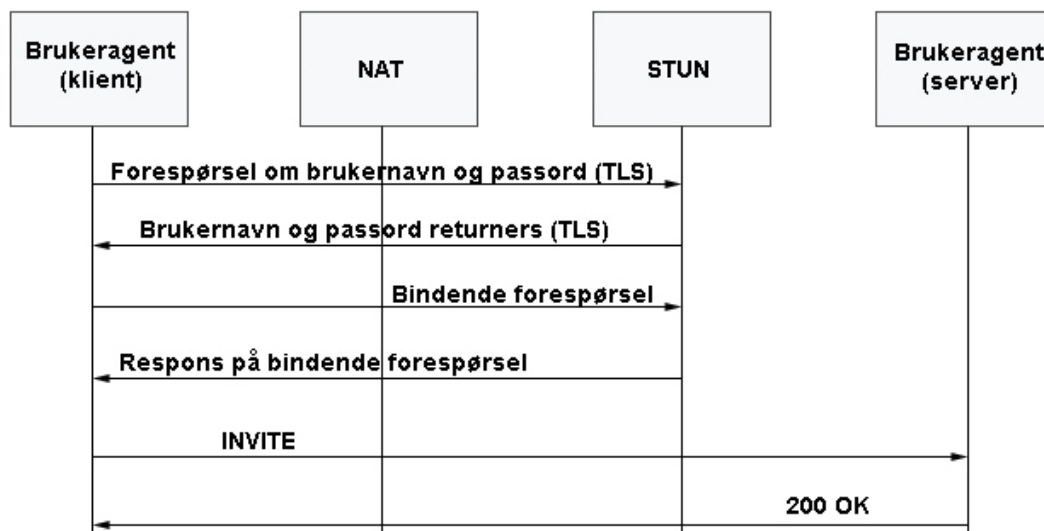 Brukeragent
(klient)
NAT
STUN
Brukeragent
(server)
Forespørsel om brukernavn og passord (TLS)
Brukernavn og passord returners (TLS)
Bindende forespørsel
Respons på bindende forespørsel
INVITE
200 OK